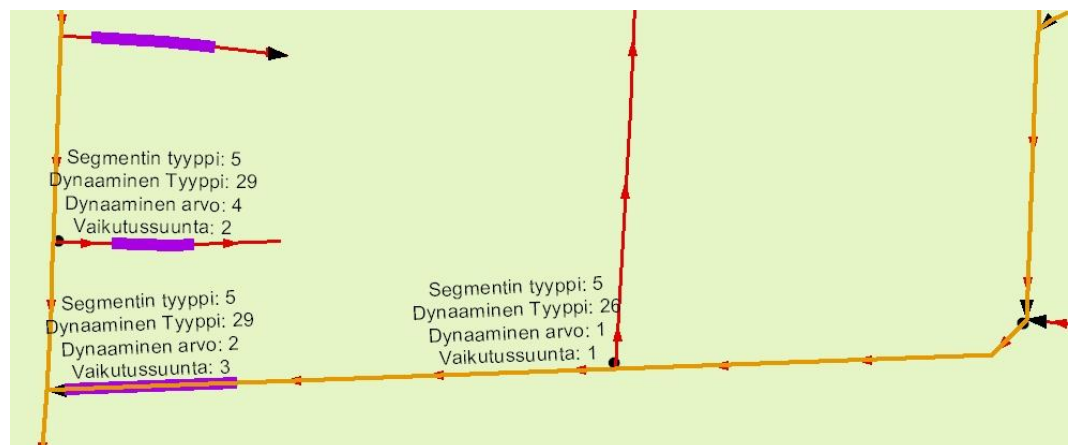 Segmentin tyyppi: 5
Dynaaminen Tyyppi: 29
Dynaaminen arvo: 4
Vaikutussuunta: 2
Segmentin tyyppi: 5
Dynaaminen Tyyppi: 29
Dynaaminen arvo: 2
Vaikutussuunta: 3
Segmentin tyyppi: 5
Dynaaminen Tyyppi: 26
Dynaaminen arvo: 1
Vaikutussuunta: 1